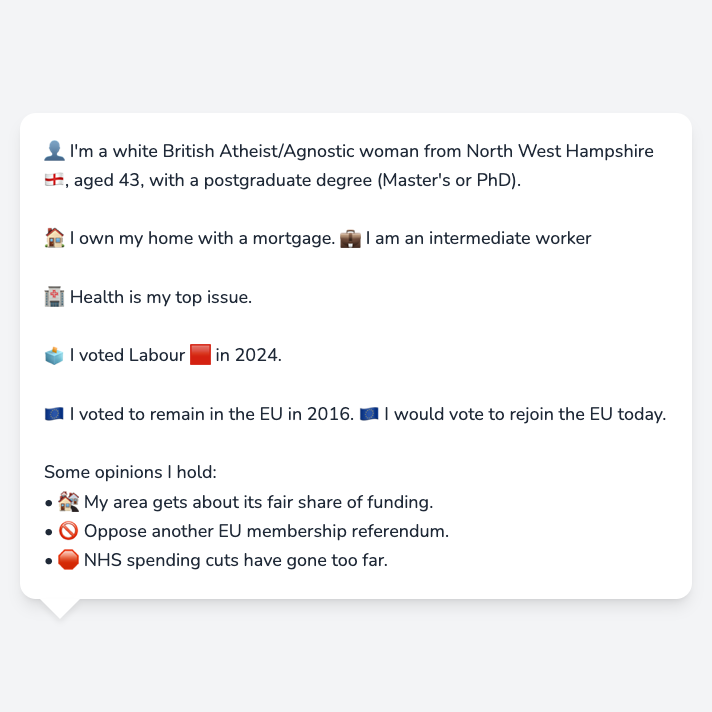 👤 I'm a white British Atheist/Agnostic woman from North West Hampshire
🏴󠁧󠁢󠁥󠁮󠁧󠁿, aged 43, with a postgraduate degree (Master's or PhD).
🏠 I own my home with a mortgage. 💼 I am an intermediate worker
🏥 Health is my top issue.
🗳️ I voted Labour 🟥 in 2024.
🇪🇺 I voted to remain in the EU in 2016. 🇪🇺 I would vote to rejoin the EU today.
Some opinions I hold:
• 🏘️ My area gets about its fair share of funding.
• 🚫 Oppose another EU membership referendum.
• 🛑 NHS spending cuts have gone too far.